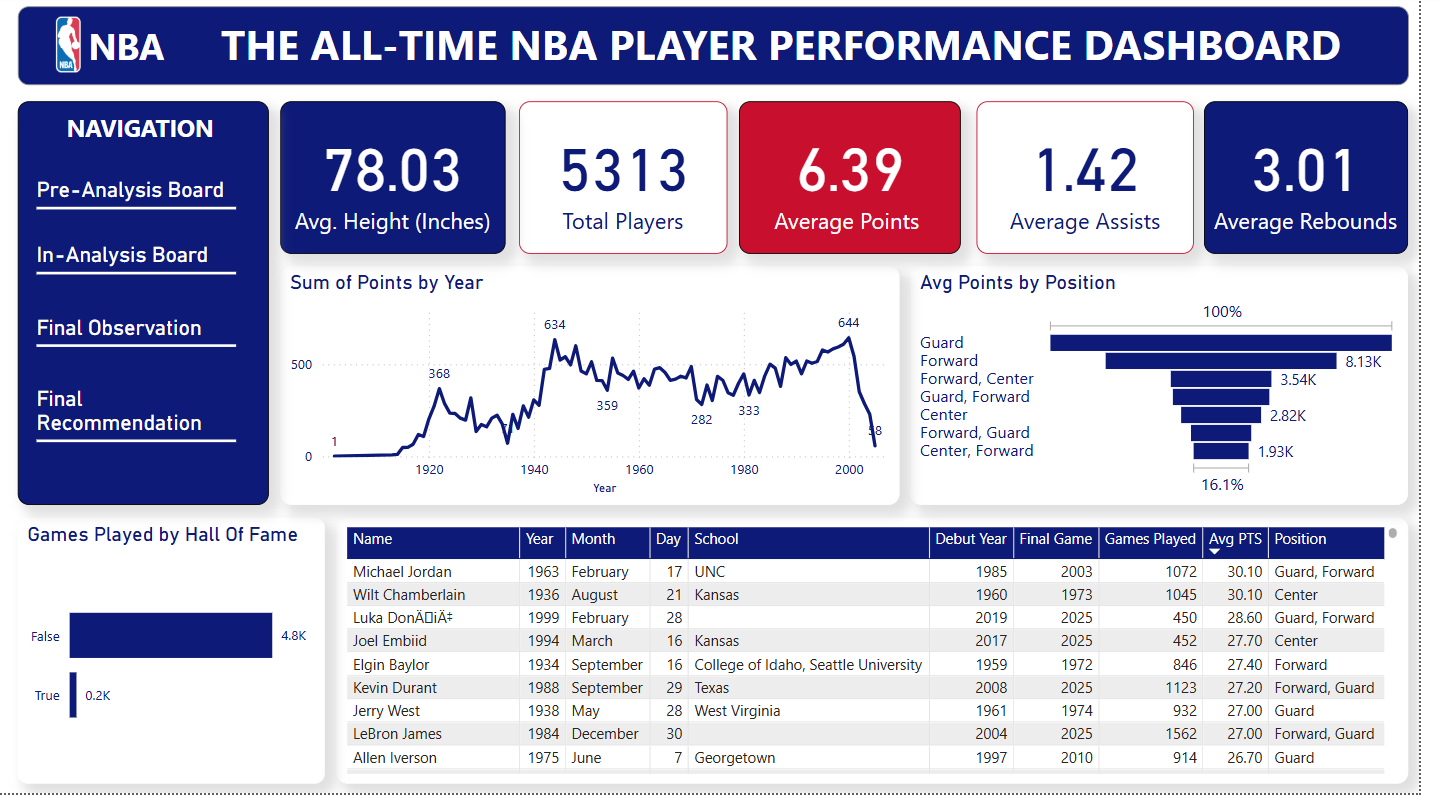 NBA
NBA
THE ALL-TIME NBA PLAYER PERFORMANCE DASHBOARD
NAVIGATION
Pre-Analysis Board
In-Analysis Board
Final Observation
Final
Recommendation
78.03
Avg. Height (Inches)
5313
Total Players
6.39
Average Points
1.42
Average Assists
3.01
Average Rebounds
Sum of Points by Year
500
0
1
368
634
359
282
333
644
58
1920 1940 1960 1980 2000
Year
Avg Points by Position
100%
Guard
Forward 8.13K
Forward, Center 3.54K
Guard, Forward
Center 2.82K
Forward, Guard
Center, Forward 1.93K
16.1%
Games Played by Hall Of Fame
False 4.8K
True 0.2K
Name Year Month Day School Debut Year Final Game Games Played Avg PTS Position
Michael Jordan 1963 February 17 UNC 1985 2003 1072 30.10 Guard, Forward
Wilt Chamberlain 1936 August 21 Kansas 1960 1973 1045 30.10 Center
Luka DonÄ□iÄ‡ 1999 February 28 2019 2025 450 28.60 Guard, Forward
Joel Embiid 1994 March 16 Kansas 2017 2025 452 27.70 Center
Elgin Baylor 1934 September 16 College of Idaho, Seattle University 1959 1972 846 27.40 Forward
Kevin Durant 1988 September 29 Texas 2008 2025 1123 27.20 Forward, Guard
Jerry West 1938 May 28 West Virginia 1961 1974 932 27.00 Guard
LeBron James 1984 December 30 2004 2025 1562 27.00 Forward, Guard
Allen Iverson 1975 June 7 Georgetown 1997 2010 914 26.70 Guard